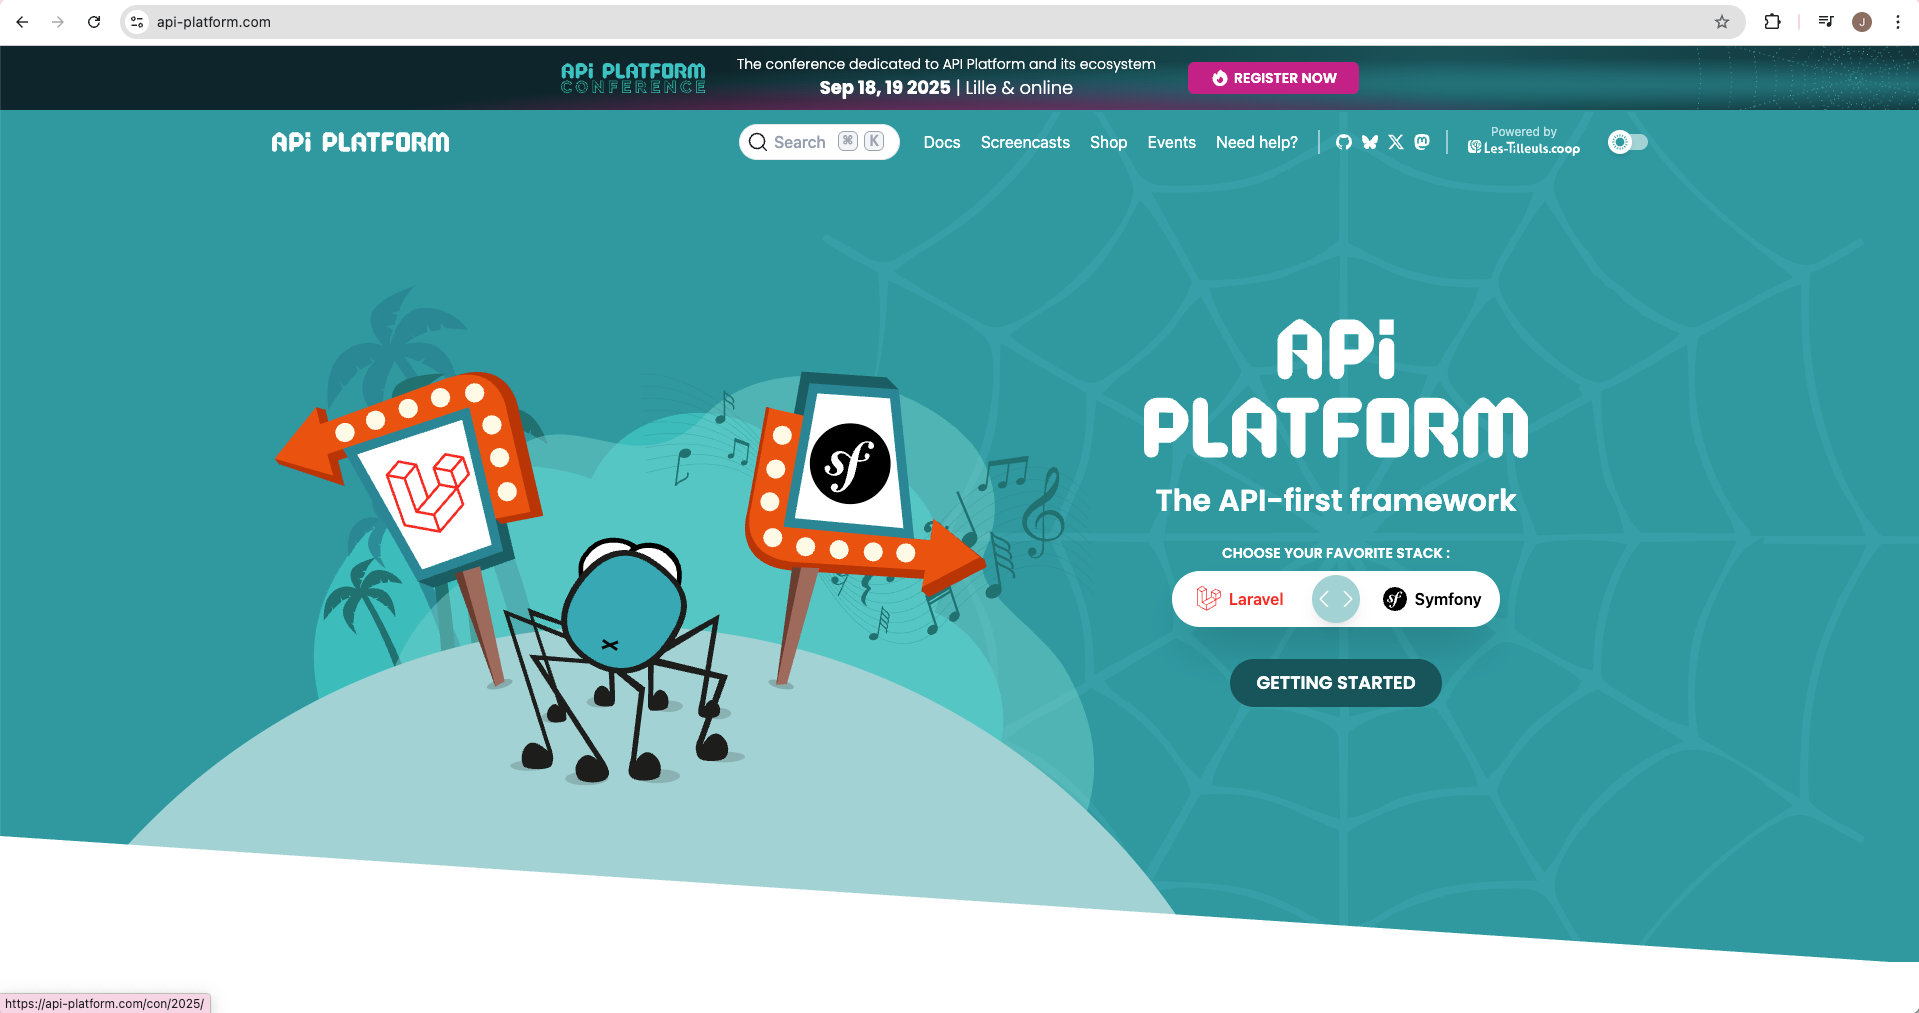 api-platform.com
J
API PLATFORM
CONFERENCE
The conference dedicated to API Platform and its ecosystem
Sep 18, 19 2025 | Lille & online
REGISTER NOW
API PLATFORM
Search ⌘ K
Docs
Screencasts
Shop
Events
Need help?
Powered by
Les-Tilleuls.coop
sf
API
PLATFORM
The API-first framework
CHOOSE YOUR FAVORITE STACK :
Laravel
sf Symfony
GETTING STARTED
https://api-platform.com/con/2025/